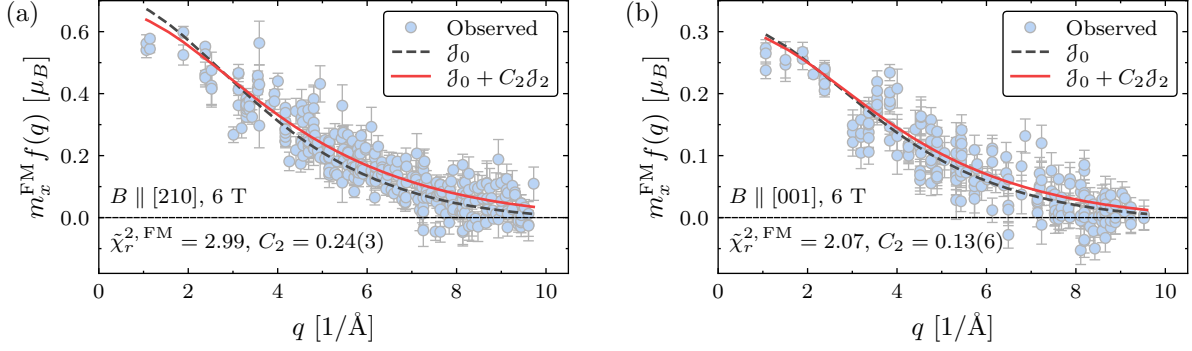 (a)
m_x^FM f(q) [μ_B]
0.6
0.4
0.2
0.0
Observed
𝒥_0
𝒥_0 + C_2𝒥_2
B ∥ [210], 6 T
χ̃_r^{2, FM} = 2.99, C_2 = 0.24(3)
0 2 4 6 8 10
q [1/Å]
(b)
m_x^FM f(q) [μ_B]
0.3
0.2
0.1
0.0
Observed
𝒥_0
𝒥_0 + C_2𝒥_2
B ∥ [001], 6 T
χ̃_r^{2, FM} = 2.07, C_2 = 0.13(6)
0 2 4 6 8 10
q [1/Å]